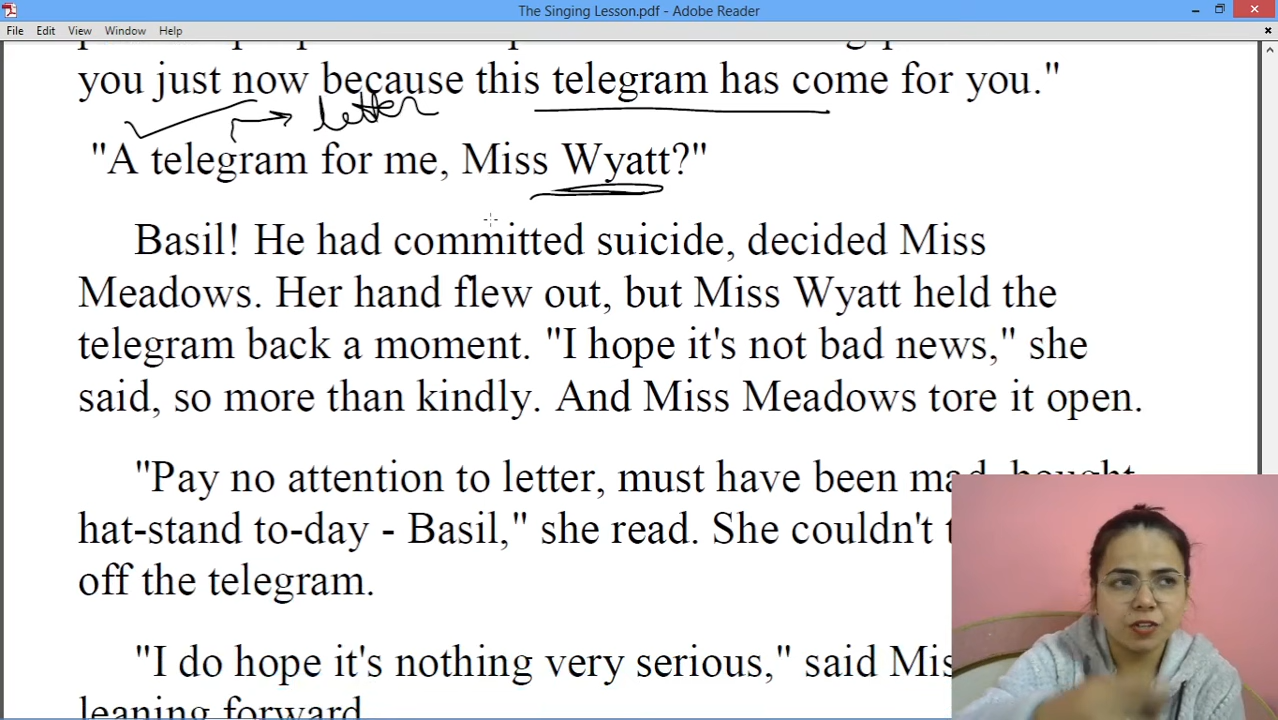 The Singing Lesson.pdf - Adobe Reader
File Edit View Window Help
you just now because this telegram has come for you."
letter
"A telegram for me, Miss Wyatt?"
Basil! He had committed suicide, decided Miss
Meadows. Her hand flew out, but Miss Wyatt held the
telegram back a moment. "I hope it's not bad news," she
said, so more than kindly. And Miss Meadows tore it open.
"Pay no attention to letter, must have been mad, bought
hat-stand to-day - Basil," she read. She couldn't
off the telegram.
"I do hope it's nothing very serious," said
leaning forward